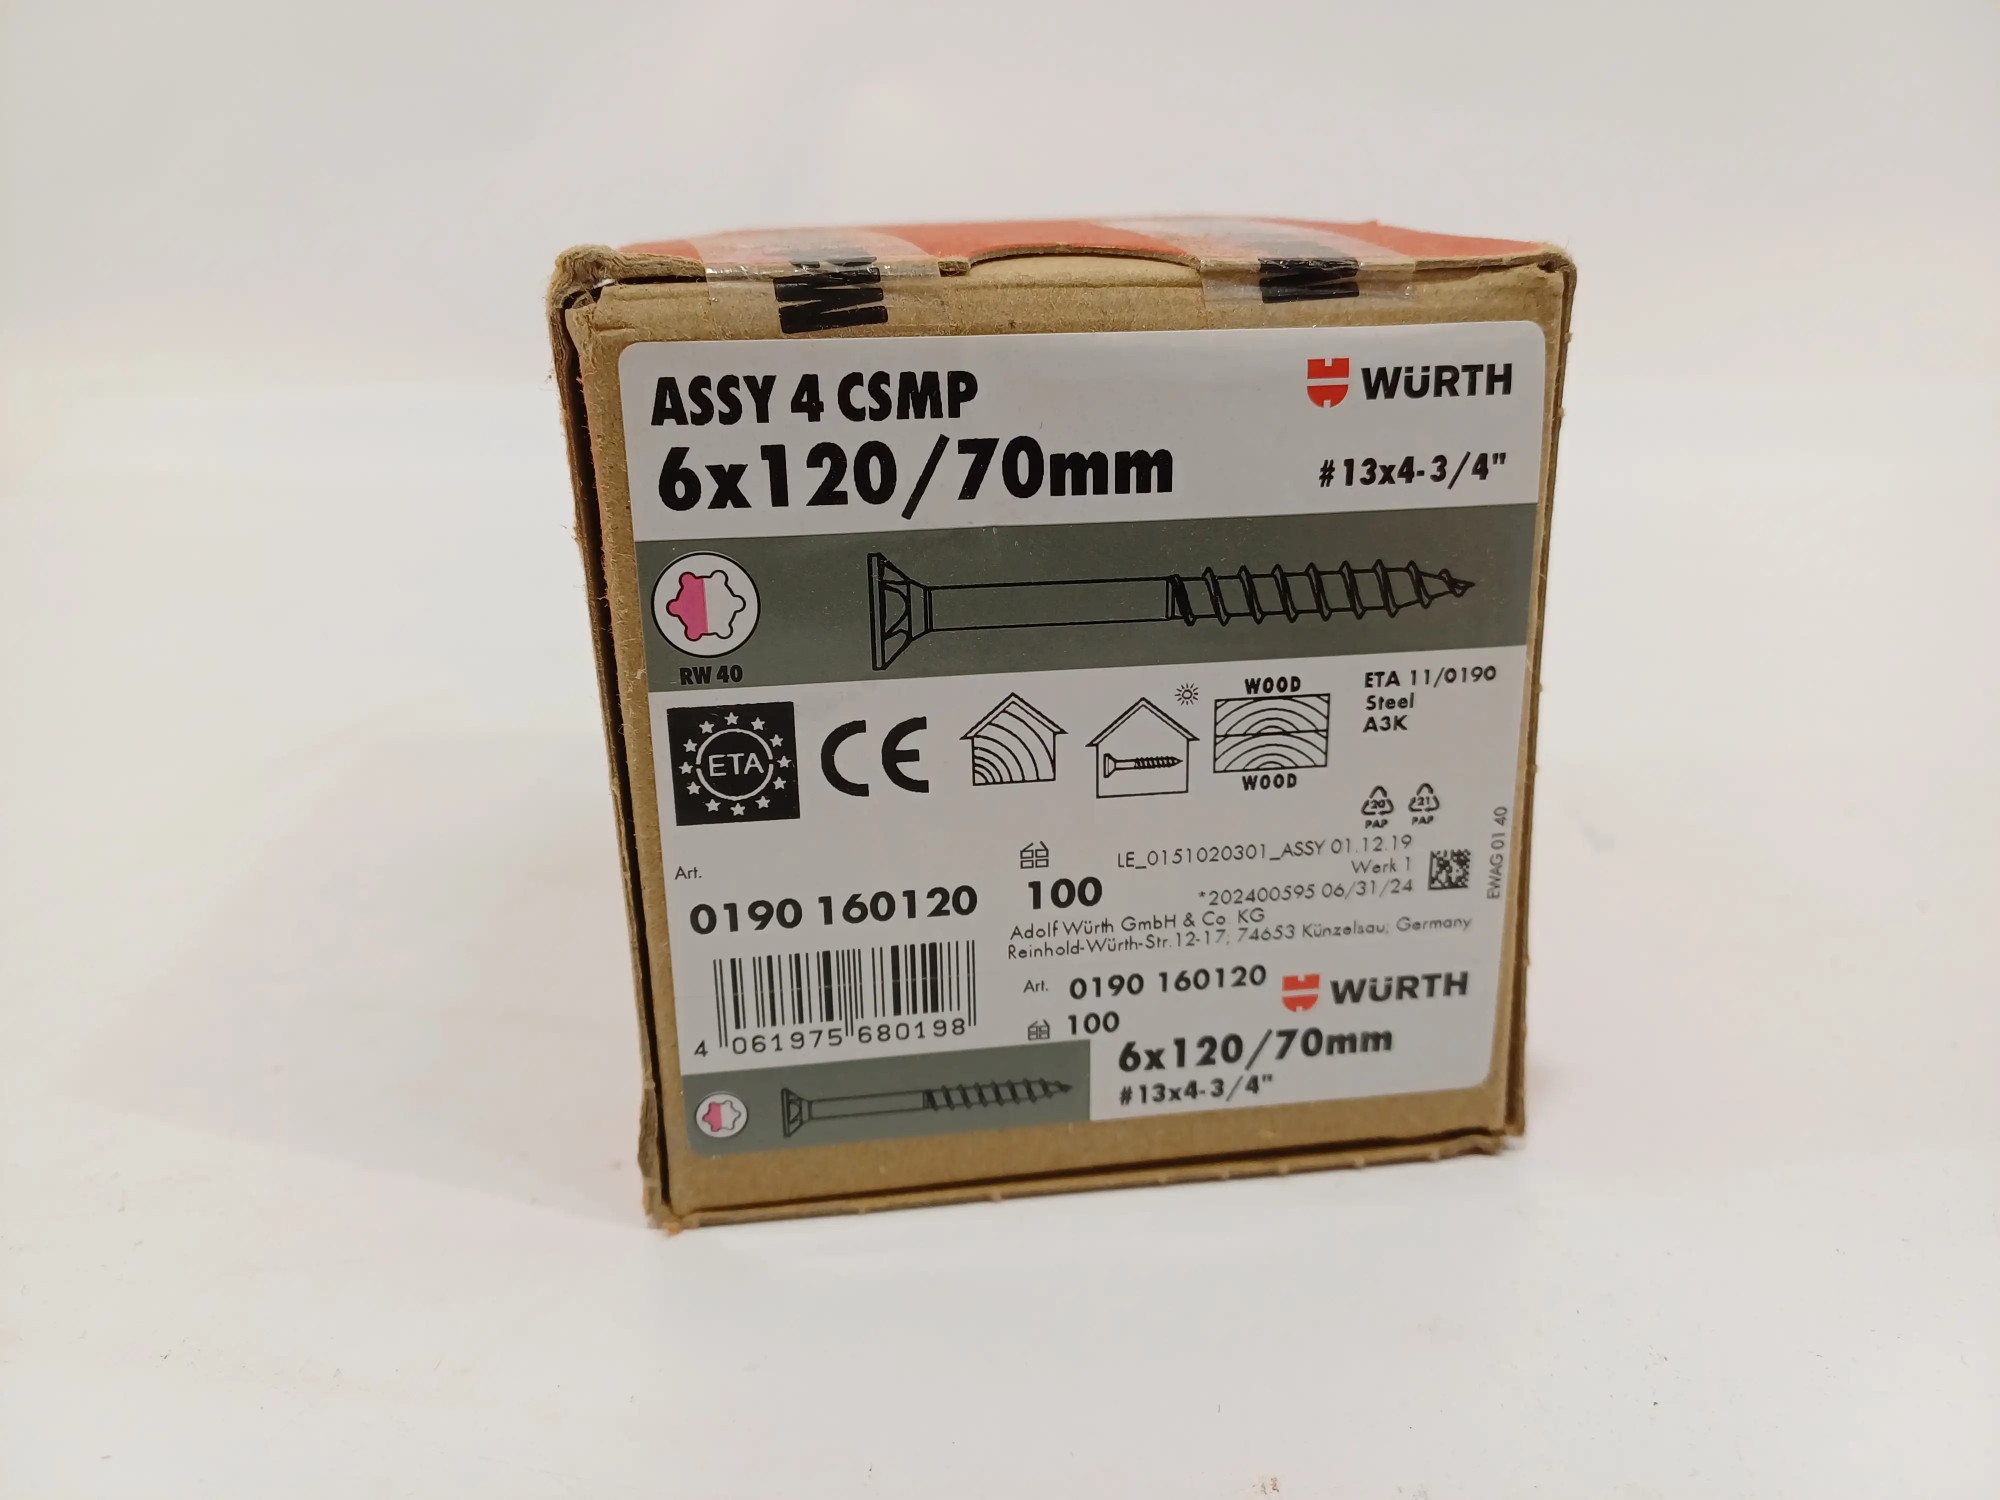 ASSY 4 CSMP
WÜRTH
6x120/70mm
#13x4-3/4"
RW 40
WOOD
ETA 11/0190
Steel
A3K
ETA
CE
WOOD
20
PAP
21
PAP
EWAG 01 40
LE_0151020301_ASSY 01.12.19
Werk 1
*202400595 06/31/24
Art.
0190 160120
100
Adolf Würth GmbH & Co. KG
Reinhold-Würth-Str.12-17; 74653 Künzelsau; Germany
4 061975 680198
Art. 0190 160120
WÜRTH
100
6x120/70mm
#13x4-3/4"